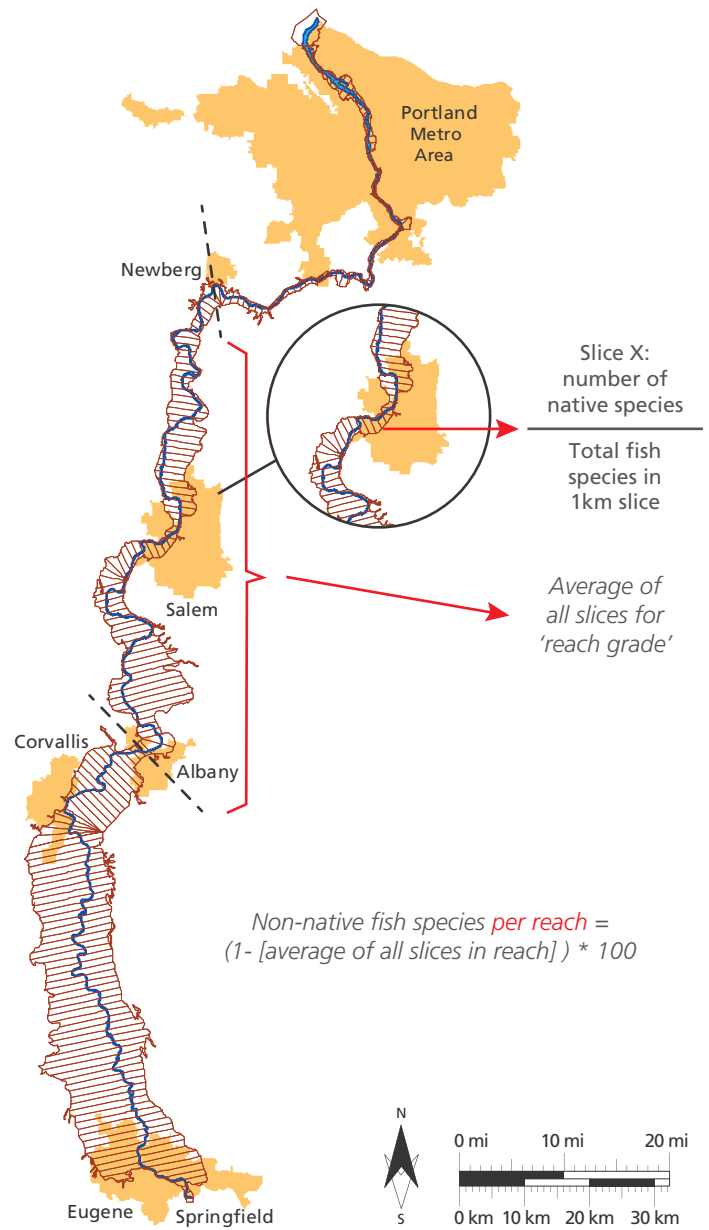 Portland
Metro
Area
Newberg
Slice X:
number of
native species
Total fish
species in
1km slice
Average of
all slices for
‘reach grade’
Salem
Corvallis
Albany
Non-native fish species per reach =
(1- [average of all slices in reach] ) * 100
N
S
0 mi 10 mi 20 mi
0 km 10 km 20 km 30 km
Eugene
Springfield